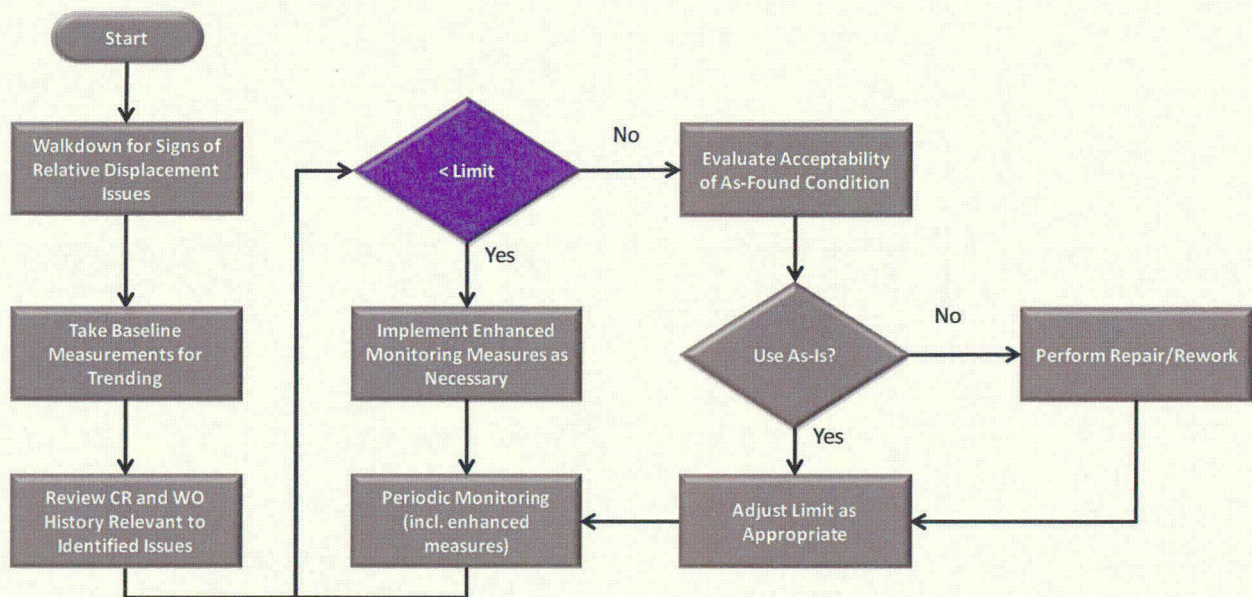 Start
Walkdown for Signs of
Relative Displacement
Issues
Take Baseline
Measurements for
Trending
Review CR and WO
History Relevant to
Identified Issues
< Limit
No
Yes
Implement Enhanced
Monitoring Measures as
Necessary
Periodic Monitoring
(incl. enhanced
measures)
Evaluate Acceptability
of As-Found Condition
Use As-Is?
No
Yes
Perform Repair/Rework
Adjust Limit as
Appropriate